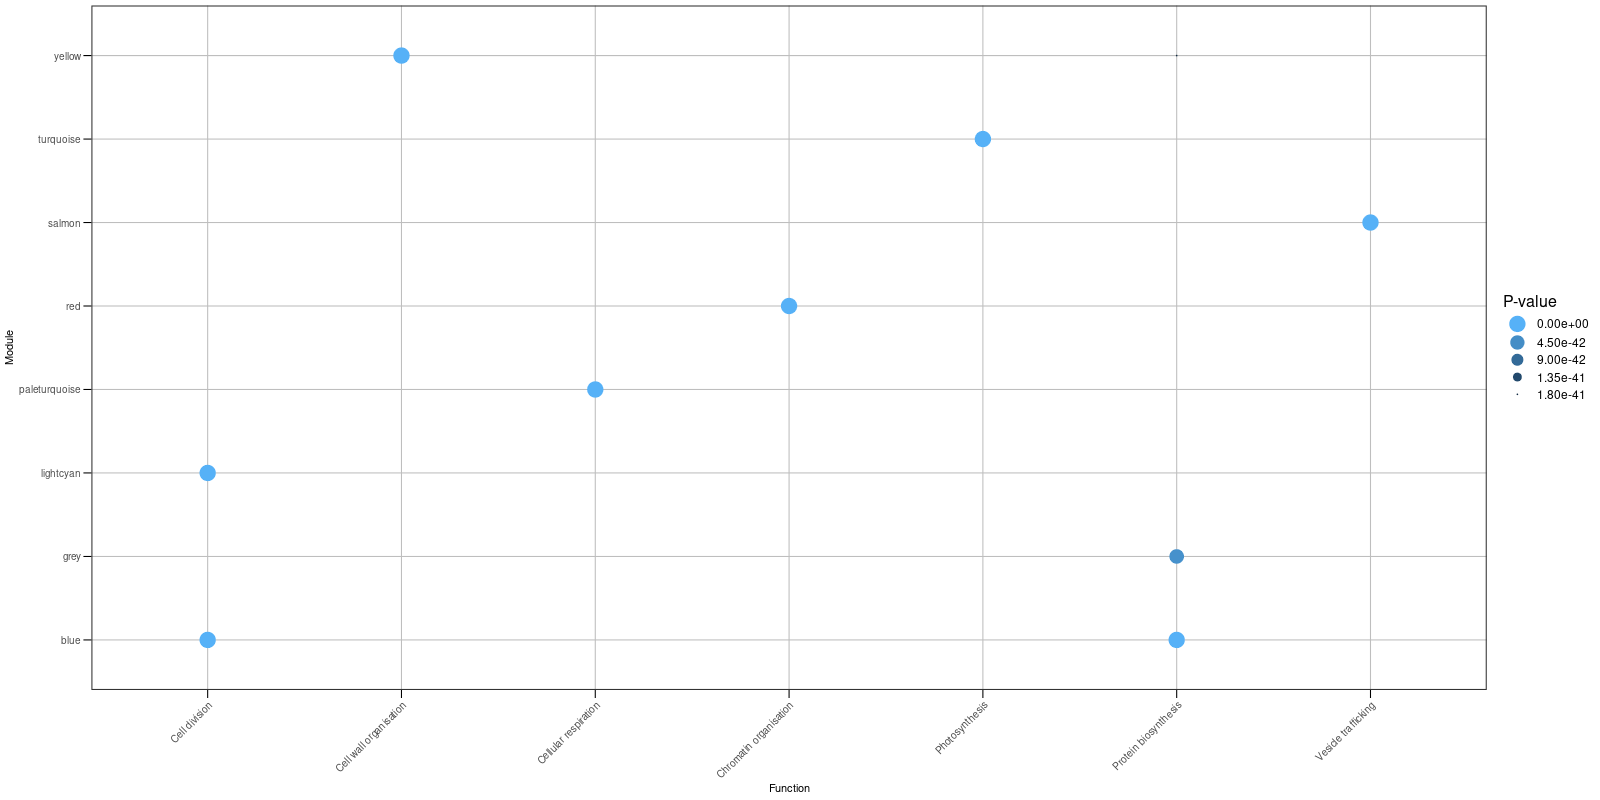 yellow
turquoise
salmon
red
paleturquoise
lightcyan
grey
blue
Module
Cell division
Cell wall organisation
Cellular respiration
Chromatin organisation
Photosynthesis
Protein biosynthesis
Vesicle trafficking
Function
P-value
0.00e+00
4.50e-42
9.00e-42
1.35e-41
1.80e-41